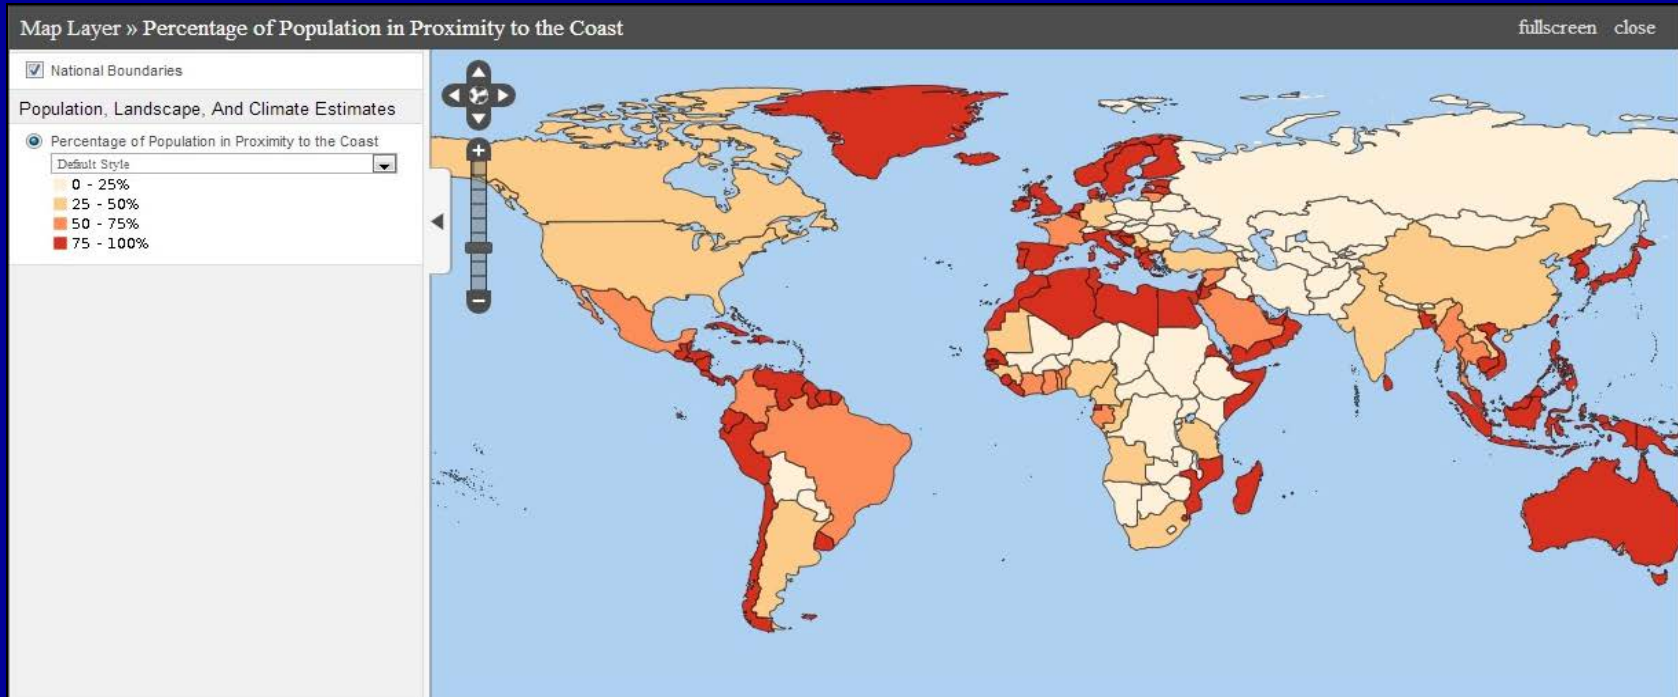 Map Layer » Percentage of Population in Proximity to the Coast
fullscreen close
National Boundaries
Population, Landscape, And Climate Estimates
Percentage of Population in Proximity to the Coast
Default Style
0 - 25%
25 - 50%
50 - 75%
75 - 100%